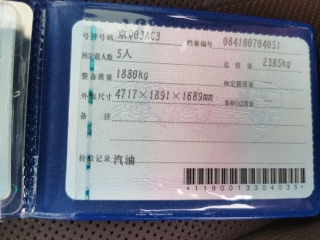 号牌号码 京Q03AC3 档案编号 084100704051
核定载人数 5人 总质量 2385kg
整备质量 1880kg 核定载质量 --
外廓尺寸 4717×1891×1689mm 准牵引总质量 --
备注
检验记录 汽油
*1190013304035*